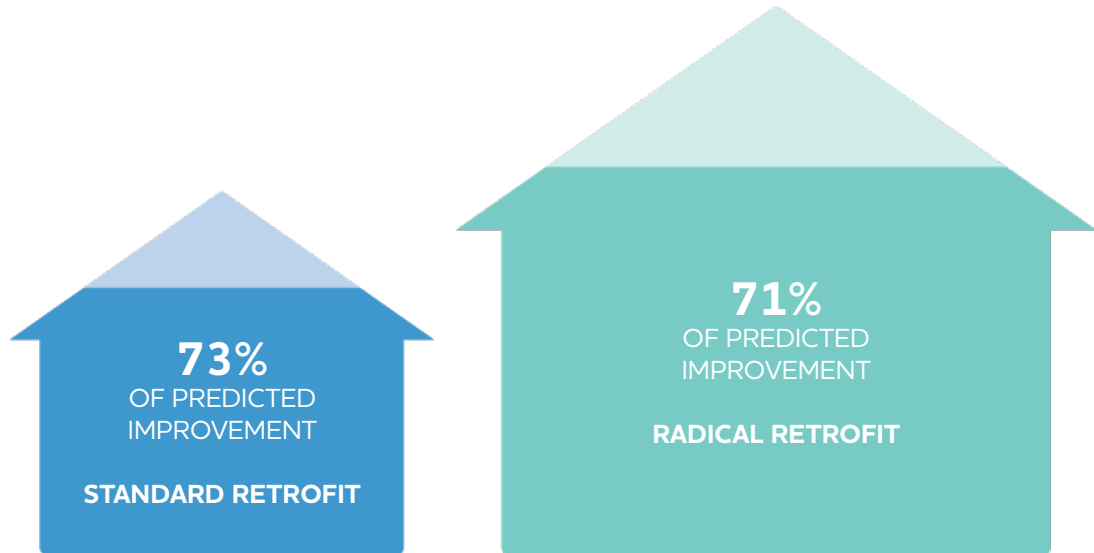 73%
OF PREDICTED
IMPROVEMENT
STANDARD RETROFIT
71%
OF PREDICTED
IMPROVEMENT
RADICAL RETROFIT